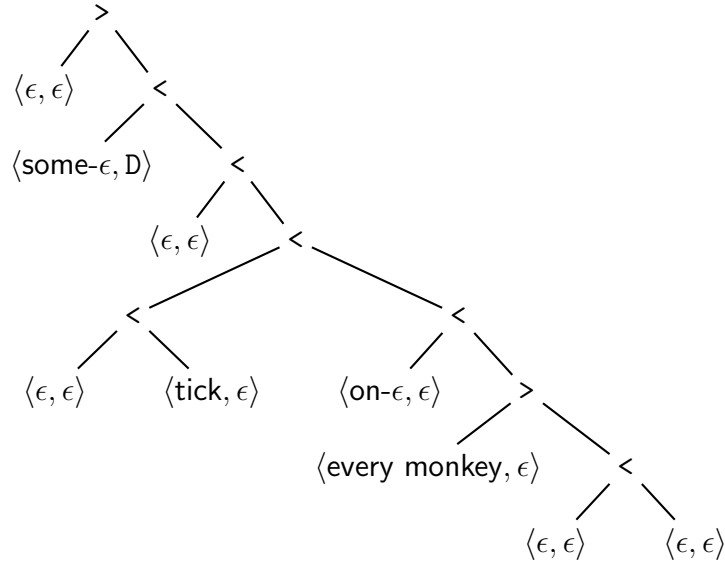 >
⟨ϵ, ϵ⟩ <
⟨some-ϵ, D⟩ <
⟨ϵ, ϵ⟩ <
< <
⟨ϵ, ϵ⟩ ⟨tick, ϵ⟩ ⟨on-ϵ, ϵ⟩ >
⟨every monkey, ϵ⟩ <
⟨ϵ, ϵ⟩ ⟨ϵ, ϵ⟩